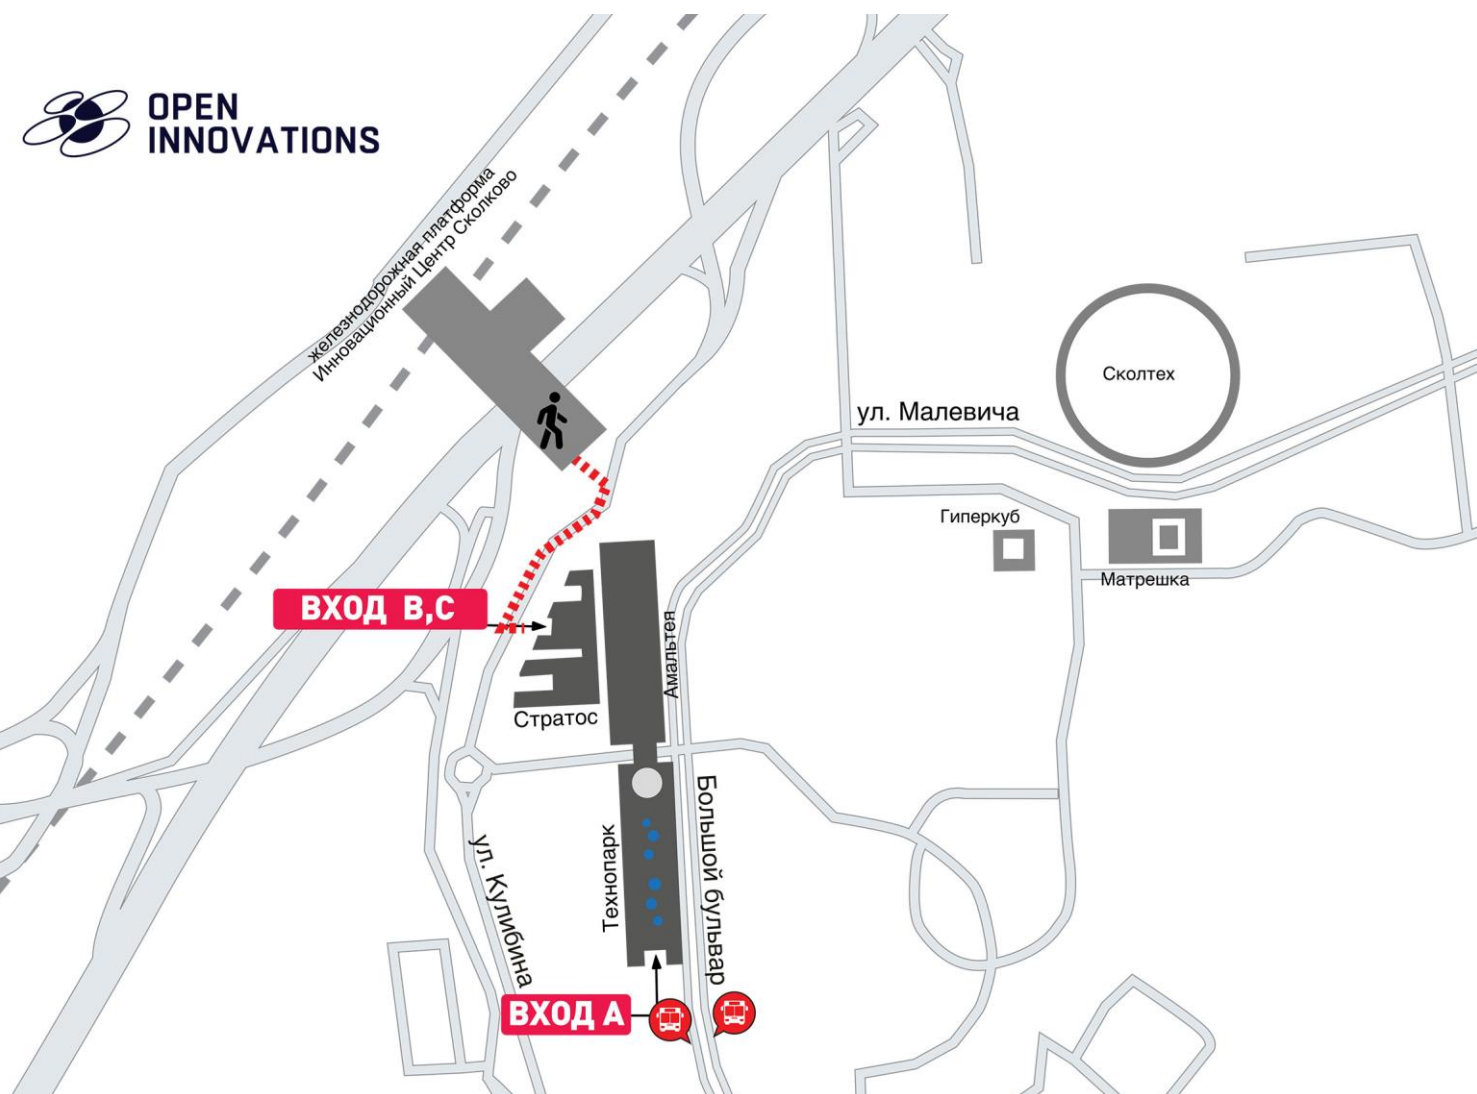 OPEN
INNOVATIONS
железнодорожная платформа
Инновационный Центр Сколково
Сколтех
ул. Малевича
Гиперкуб
Матрешка
ВХОД В,С
Амальтея
Стратос
Большой бульвар
Технопарк
ул. Кулибина
ВХОД А